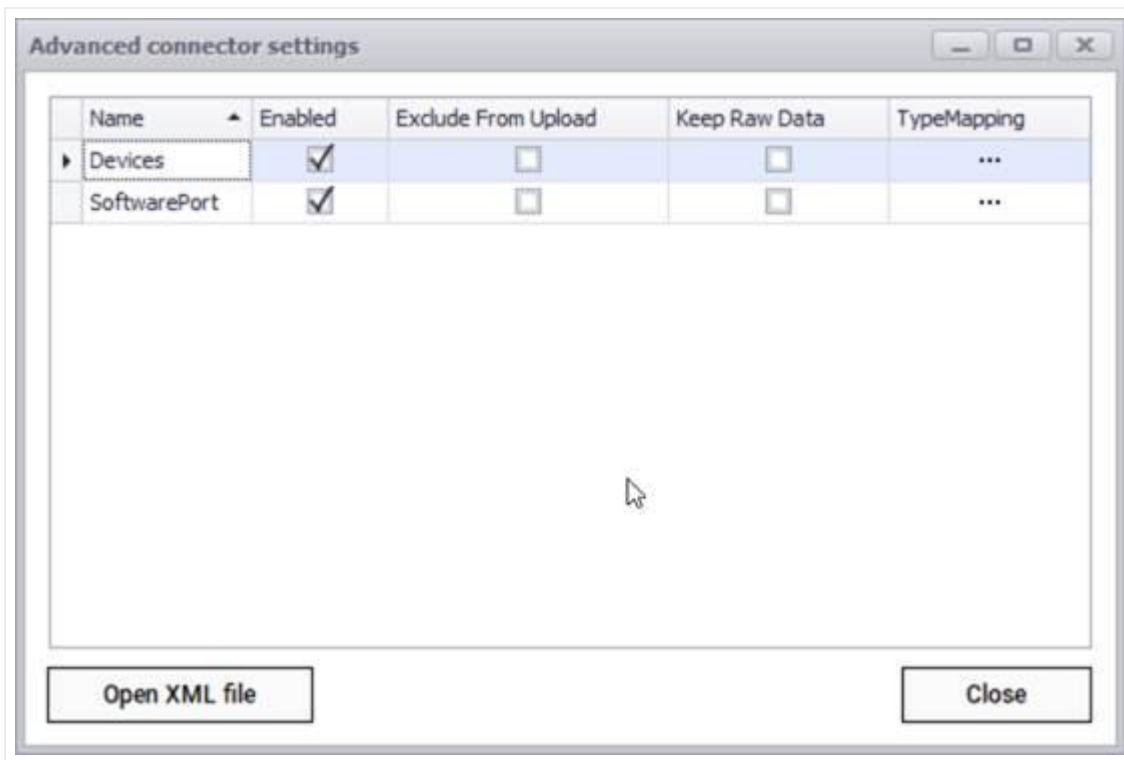 Advanced connector settings
Name Enabled Exclude From Upload Keep Raw Data TypeMapping
Devices ...
SoftwarePort ...
Open XML file Close